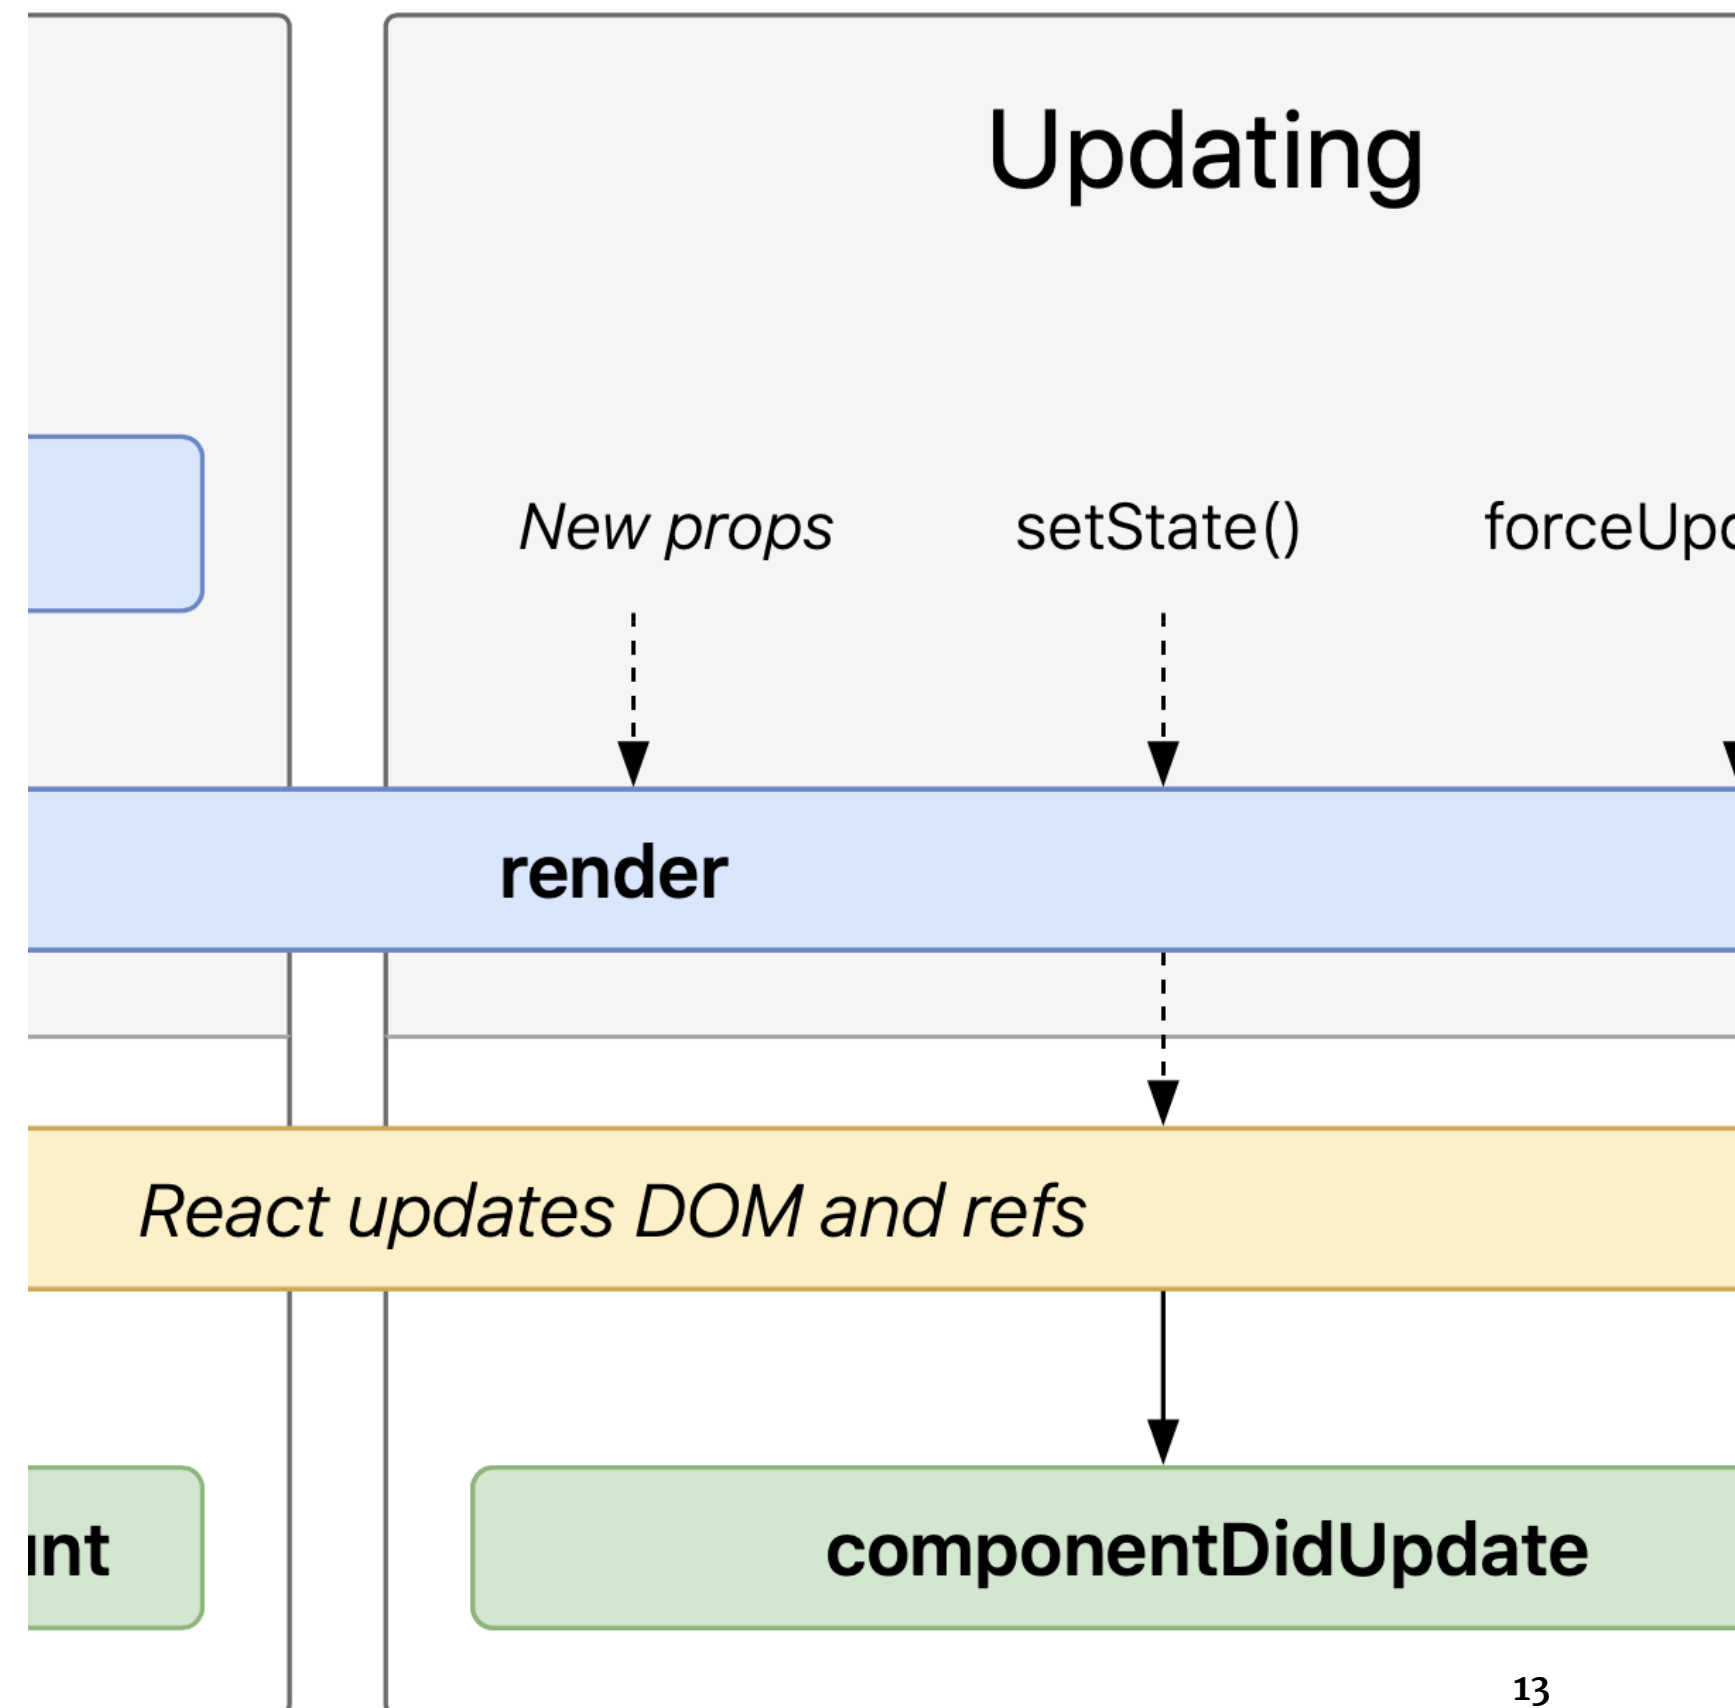 Updating
New props setState()
render
React updates DOM and refs
componentDidUpdate
13